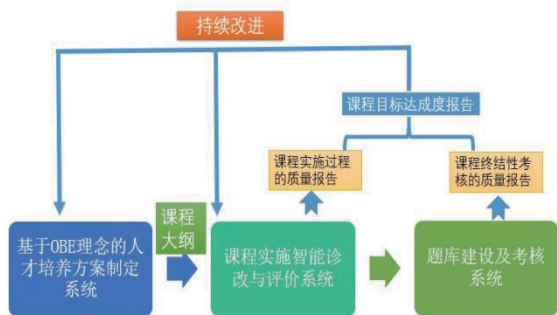 持续改进
课程目标达成度报告
课程实施过程
的质量报告
课程终结性考
核的质量报告
课程
大纲
基于OBE理念的人
才培养方案制定
系统
课程实施智能诊
改与评价系统
题库建设及考核
系统